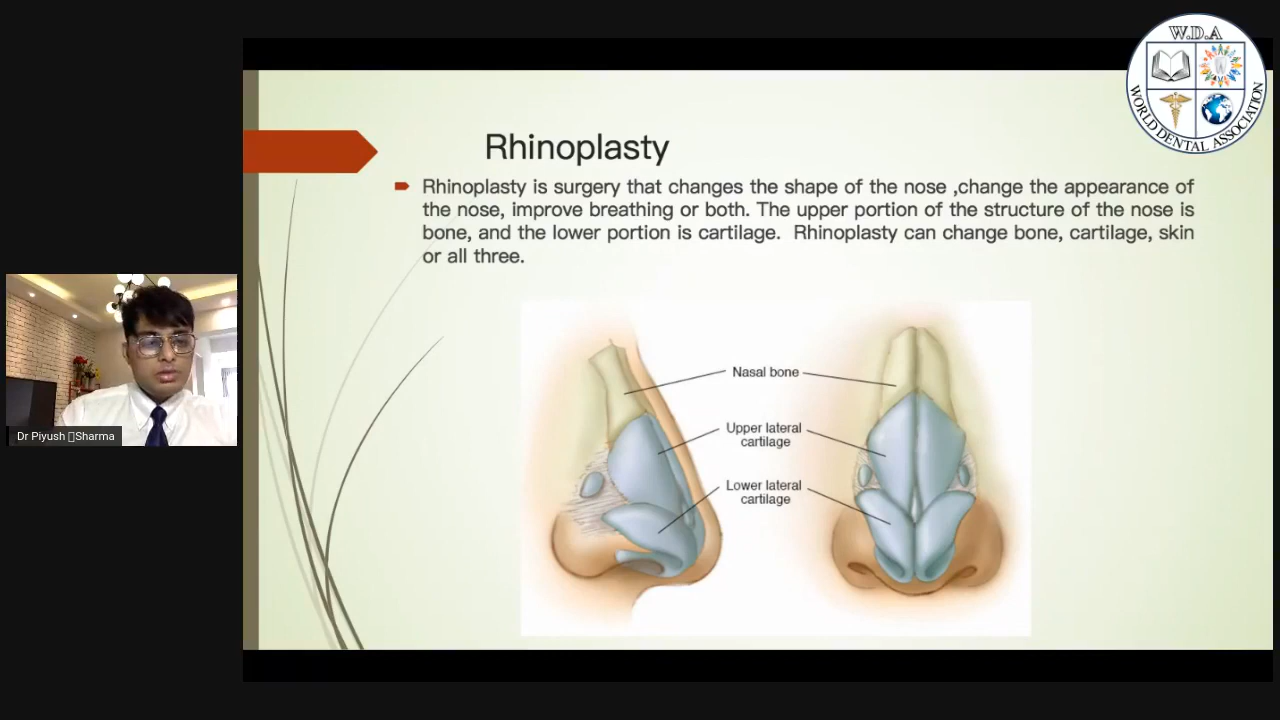 W.D.A
WORLD DENTAL ASSOCIATION
Rhinoplasty
Rhinoplasty is surgery that changes the shape of the nose ,change the appearance of
the nose, improve breathing or both. The upper portion of the structure of the nose is
bone, and the lower portion is cartilage. Rhinoplasty can change bone, cartilage, skin
or all three.
Nasal bone
Upper lateral
cartilage
Lower lateral
cartilage
Dr Piyush Sharma